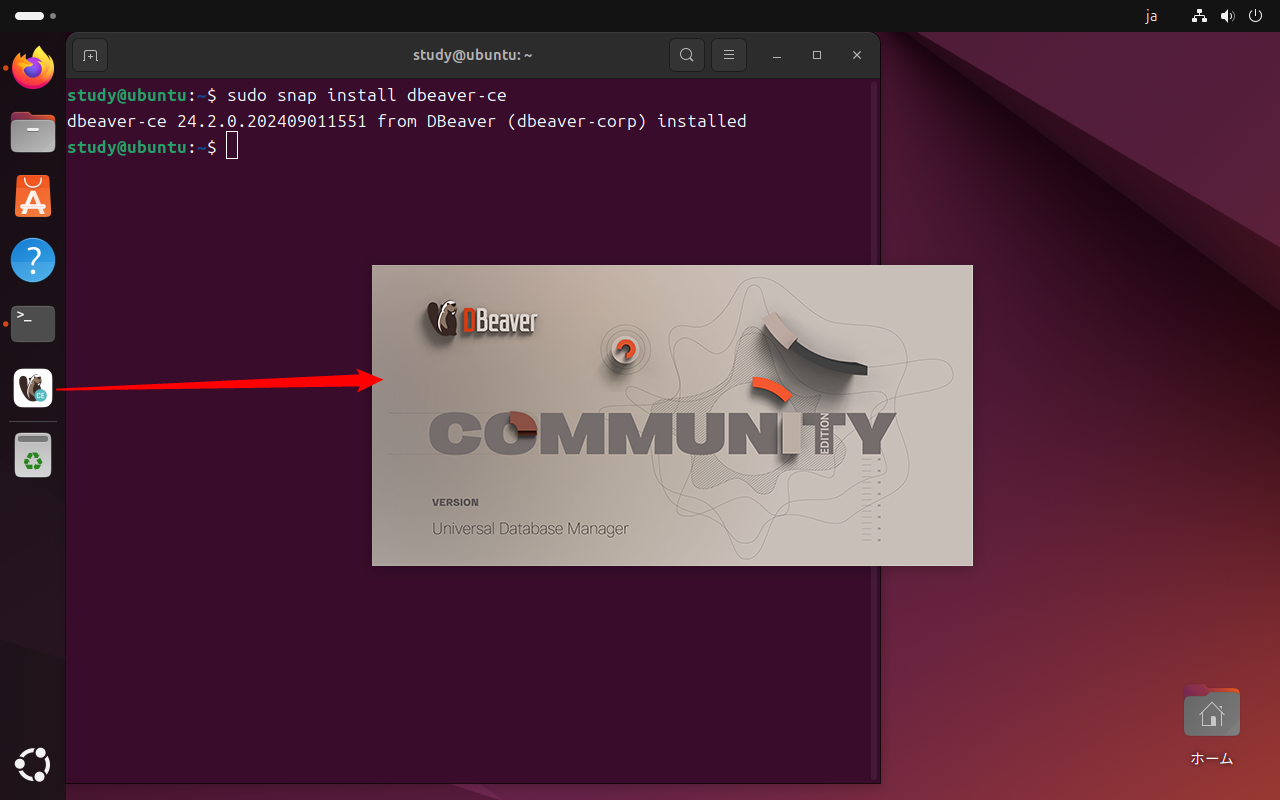 ja
study@ubuntu: ~
study@ubuntu:~$ sudo snap install dbeaver-ce
dbeaver-ce 24.2.0.202409011551 from DBeaver (dbeaver-corp) installed
study@ubuntu:~$
>_
?
CE
DBeaver
COMMUNITY
EDITION
VERSION
Universal Database Manager
ホーム